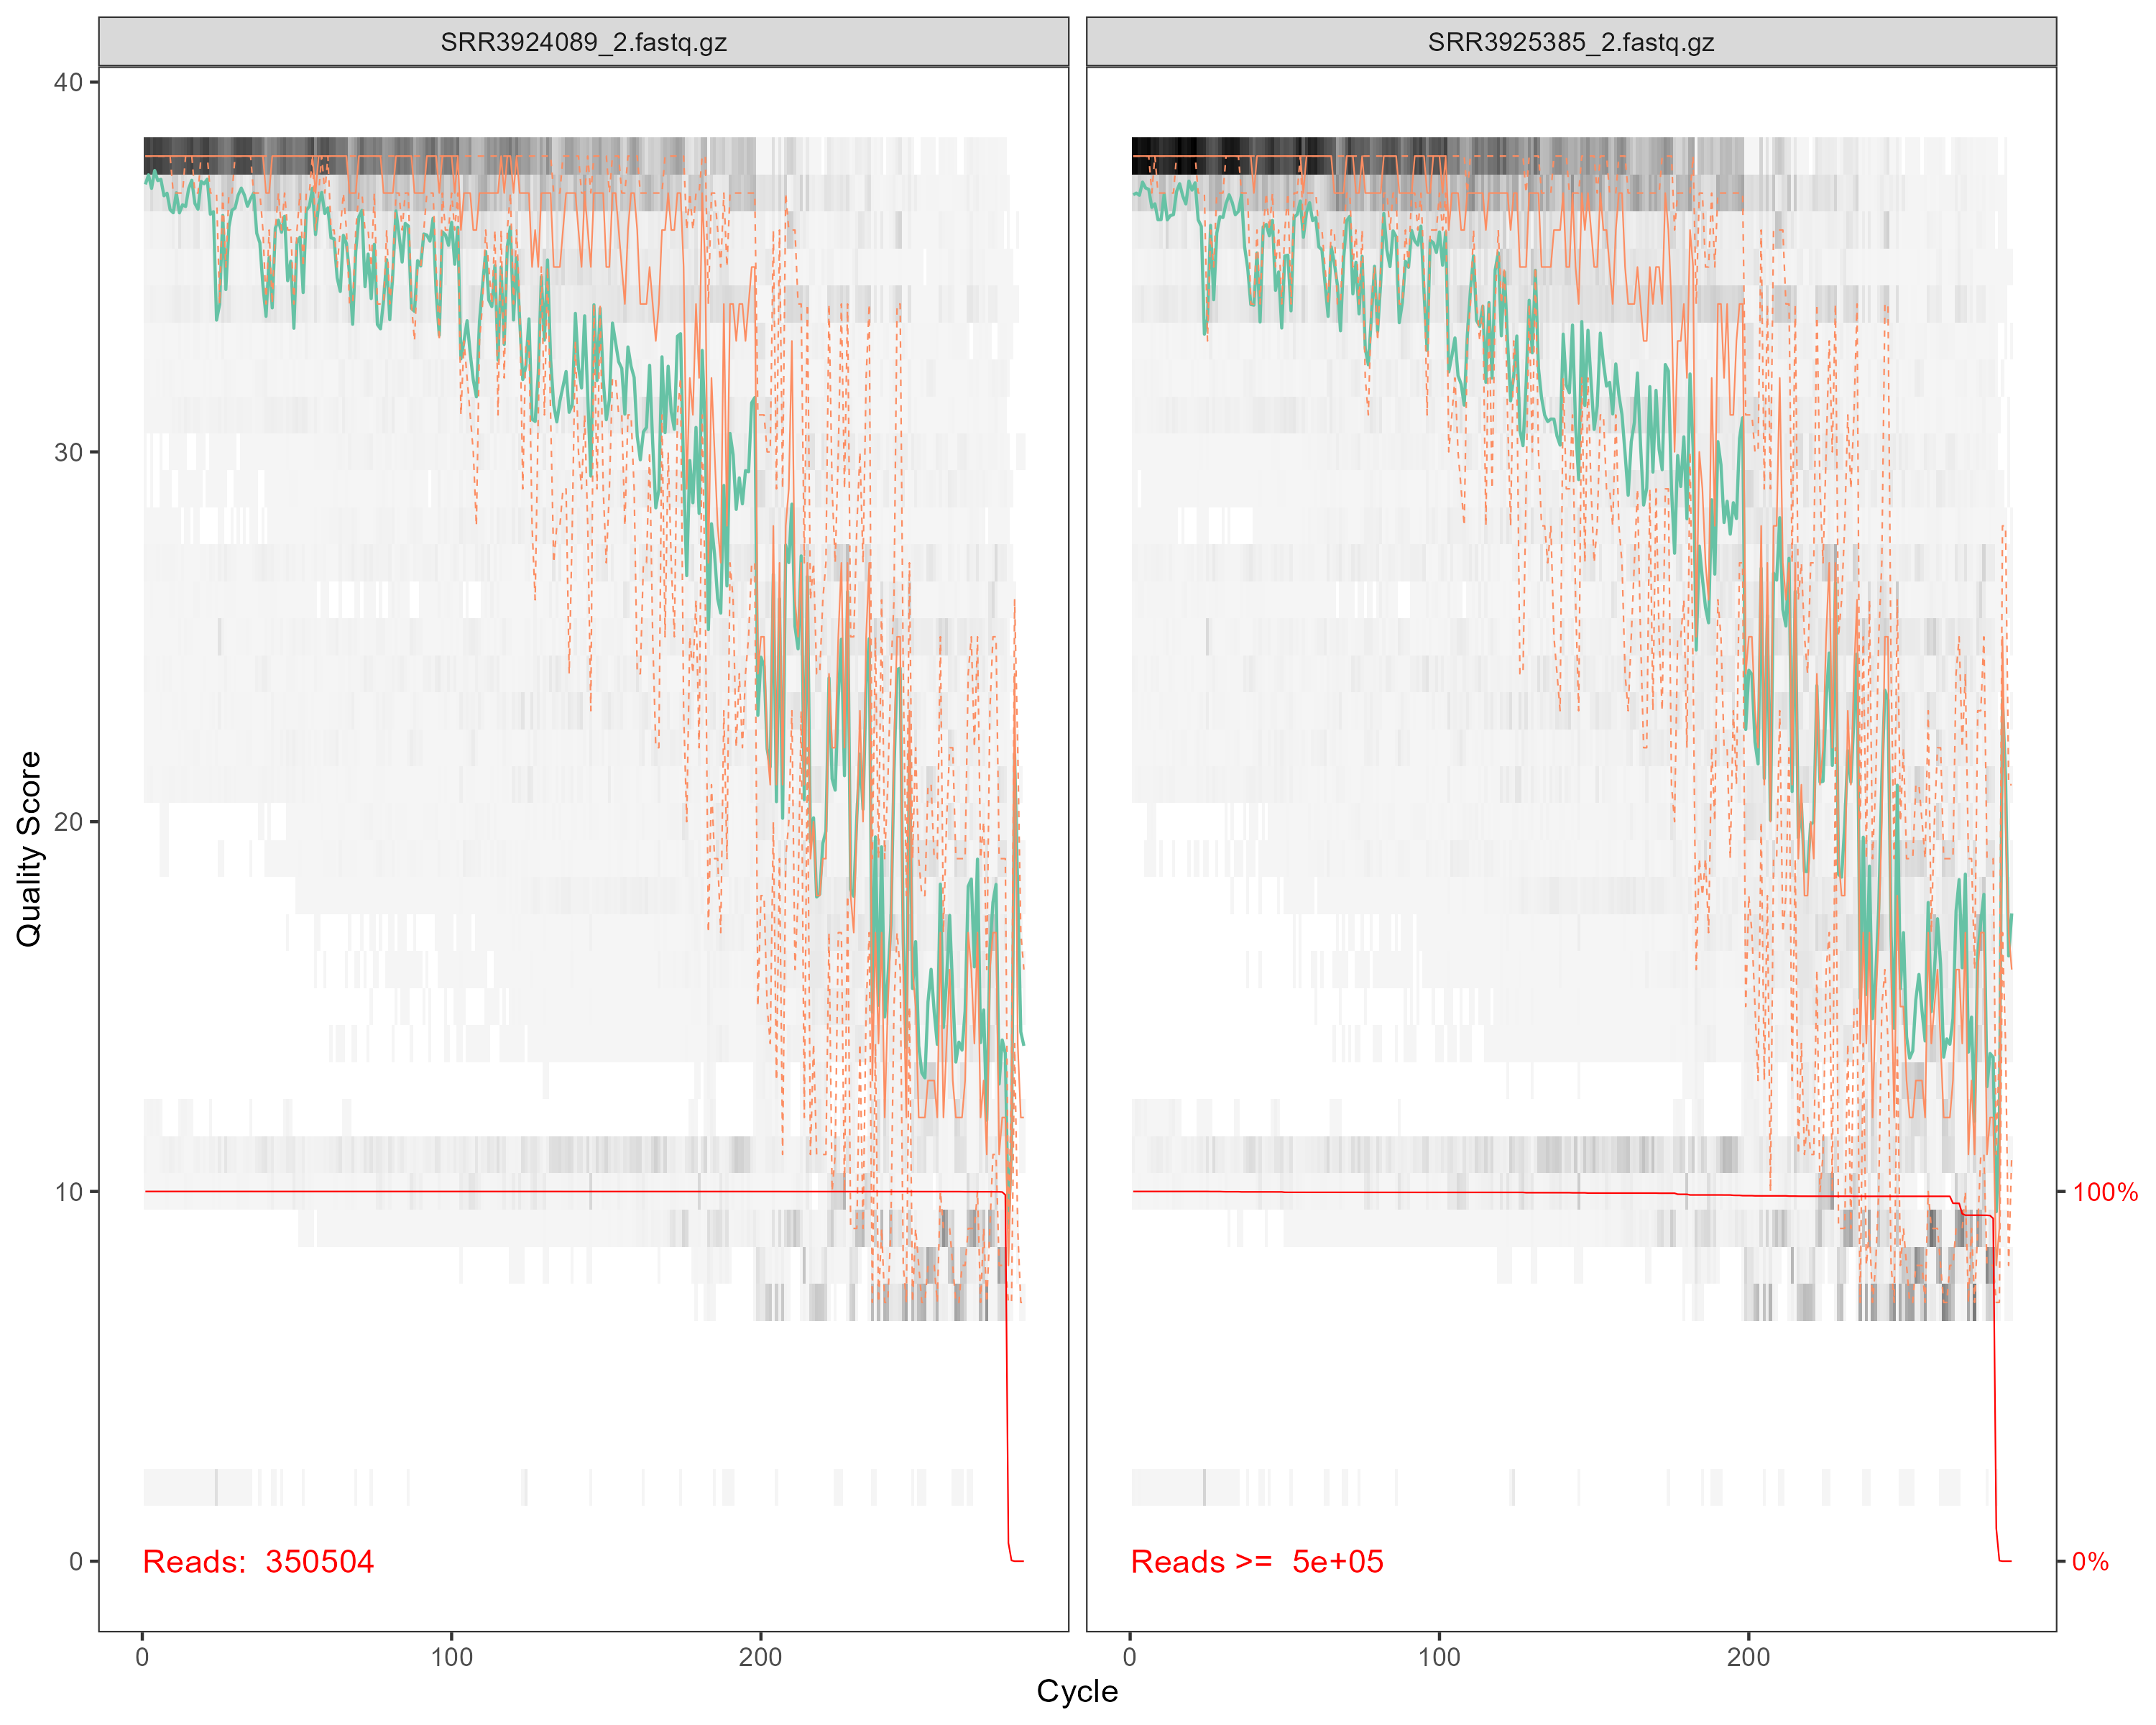 SRR3924089_2.fastq.gz
SRR3925385_2.fastq.gz
40
30
20
10
0
Quality Score
100%
0%
Reads:  350504
Reads >=  5e+05
0
100
200
0
100
200
Cycle